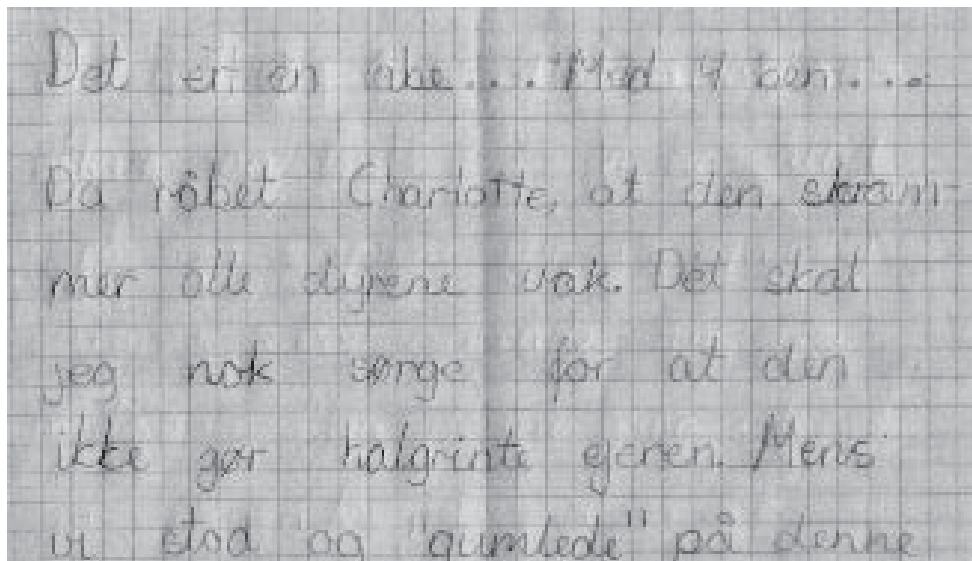 Det er en abe.... Med 4 ben...
Da råbet Charlotte, at den skræm-
mer alle dyrene vak. Det skal
jeg nok sørge for at den
ikke gør halgrinte ejeren. Mens
vi stod og "gumlede" på denne